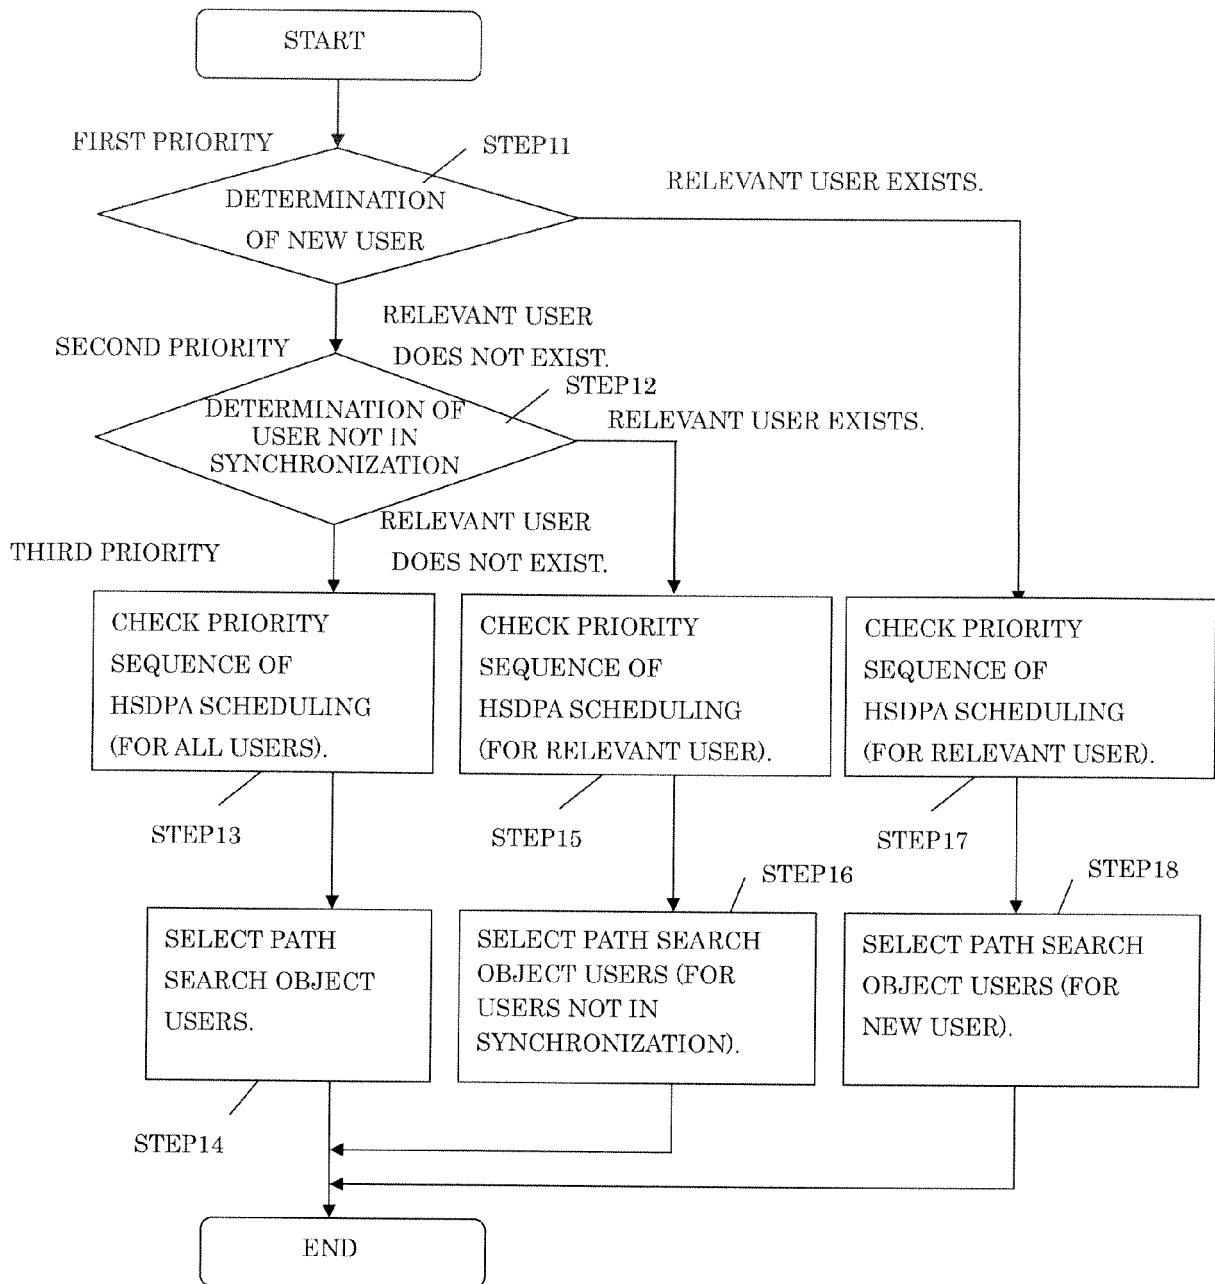 START
FIRST PRIORITY
STEP11
DETERMINATION
OF NEW USER
RELEVANT USER EXISTS.
RELEVANT USER
DOES NOT EXIST.
SECOND PRIORITY
STEP12
DETERMINATION OF
USER NOT IN
SYNCHRONIZATION
RELEVANT USER EXISTS.
RELEVANT USER
DOES NOT EXIST.
THIRD PRIORITY
CHECK PRIORITY
SEQUENCE OF
HSDPA SCHEDULING
(FOR ALL USERS).
STEP13
CHECK PRIORITY
SEQUENCE OF
HSDPA SCHEDULING
(FOR RELEVANT USER).
STEP15
CHECK PRIORITY
SEQUENCE OF
HSDPA SCHEDULING
(FOR RELEVANT USER).
STEP17
SELECT PATH
SEARCH OBJECT
USERS.
STEP14
STEP16
SELECT PATH SEARCH
OBJECT USERS (FOR
USERS NOT IN
SYNCHRONIZATION).
STEP18
SELECT PATH SEARCH
OBJECT USERS (FOR
NEW USER).
END